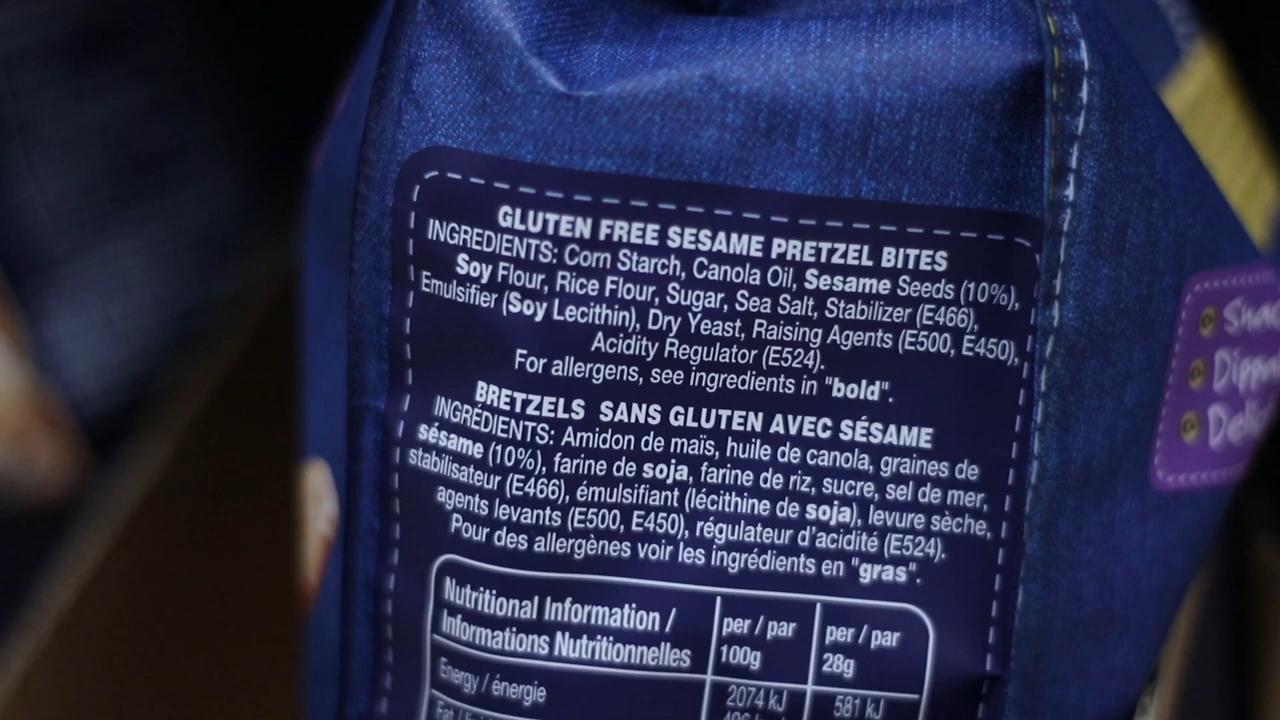 GLUTEN FREE SESAME PRETZEL BITES
INGREDIENTS: Corn Starch, Canola Oil, Sesame Seeds (10%),
Soy Flour, Rice Flour, Sugar, Sea Salt, Stabilizer (E466),
Emulsifier (Soy Lecithin), Dry Yeast, Raising Agents (E500, E450),
Acidity Regulator (E524).
For allergens, see ingredients in "bold".
BRETZELS SANS GLUTEN AVEC SÉSAME
INGRÉDIENTS: Amidon de maïs, huile de canola, graines de
sésame (10%), farine de soja, farine de riz, sucre, sel de mer,
stabilisateur (E466), émulsifiant (lécithine de soja), levure sèche,
agents levants (E500, E450), régulateur d'acidité (E524).
Pour des allergènes voir les ingrédients en "gras".
Nutritional Information /
Informations Nutritionnelles
per / par
100g
per / par
28g
Energy / énergie
2074 kJ
581 kJ
Fat /